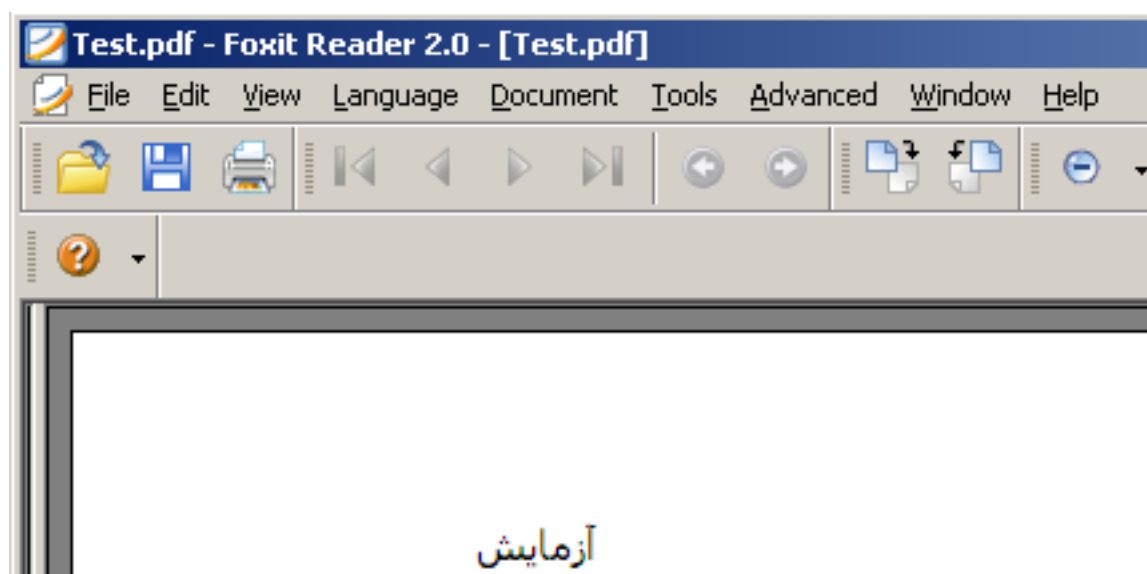 Test.pdf - Foxit Reader 2.0 - [Test.pdf]
File Edit View Language Document Tools Advanced Window Help
آزمایش